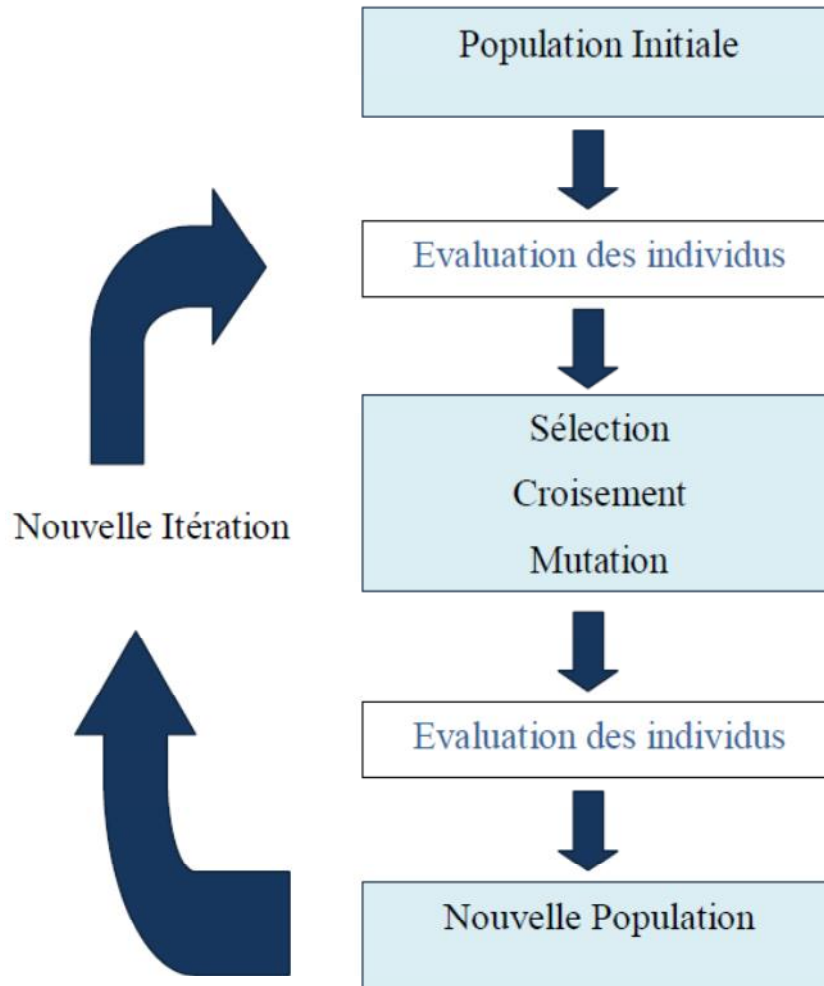 Population Initiale
Evaluation des individus
Sélection
Croisement
Mutation
Nouvelle Itération
Evaluation des individus
Nouvelle Population